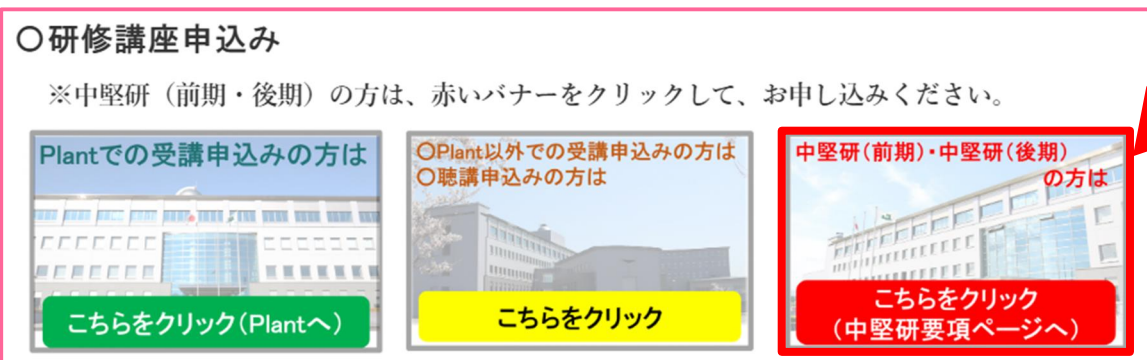 〇研修講座申込み
※中堅研（前期・後期）の方は、赤いバナーをクリックして、お申し込みください。
Plantでの受講申込みの方は
こちらをクリック(Plantへ)
〇Plant以外での受講申込みの方は
〇聴講申込みの方は
こちらをクリック
中堅研(前期)・中堅研(後期)
の方は
こちらをクリック
(中堅研要項ページへ)